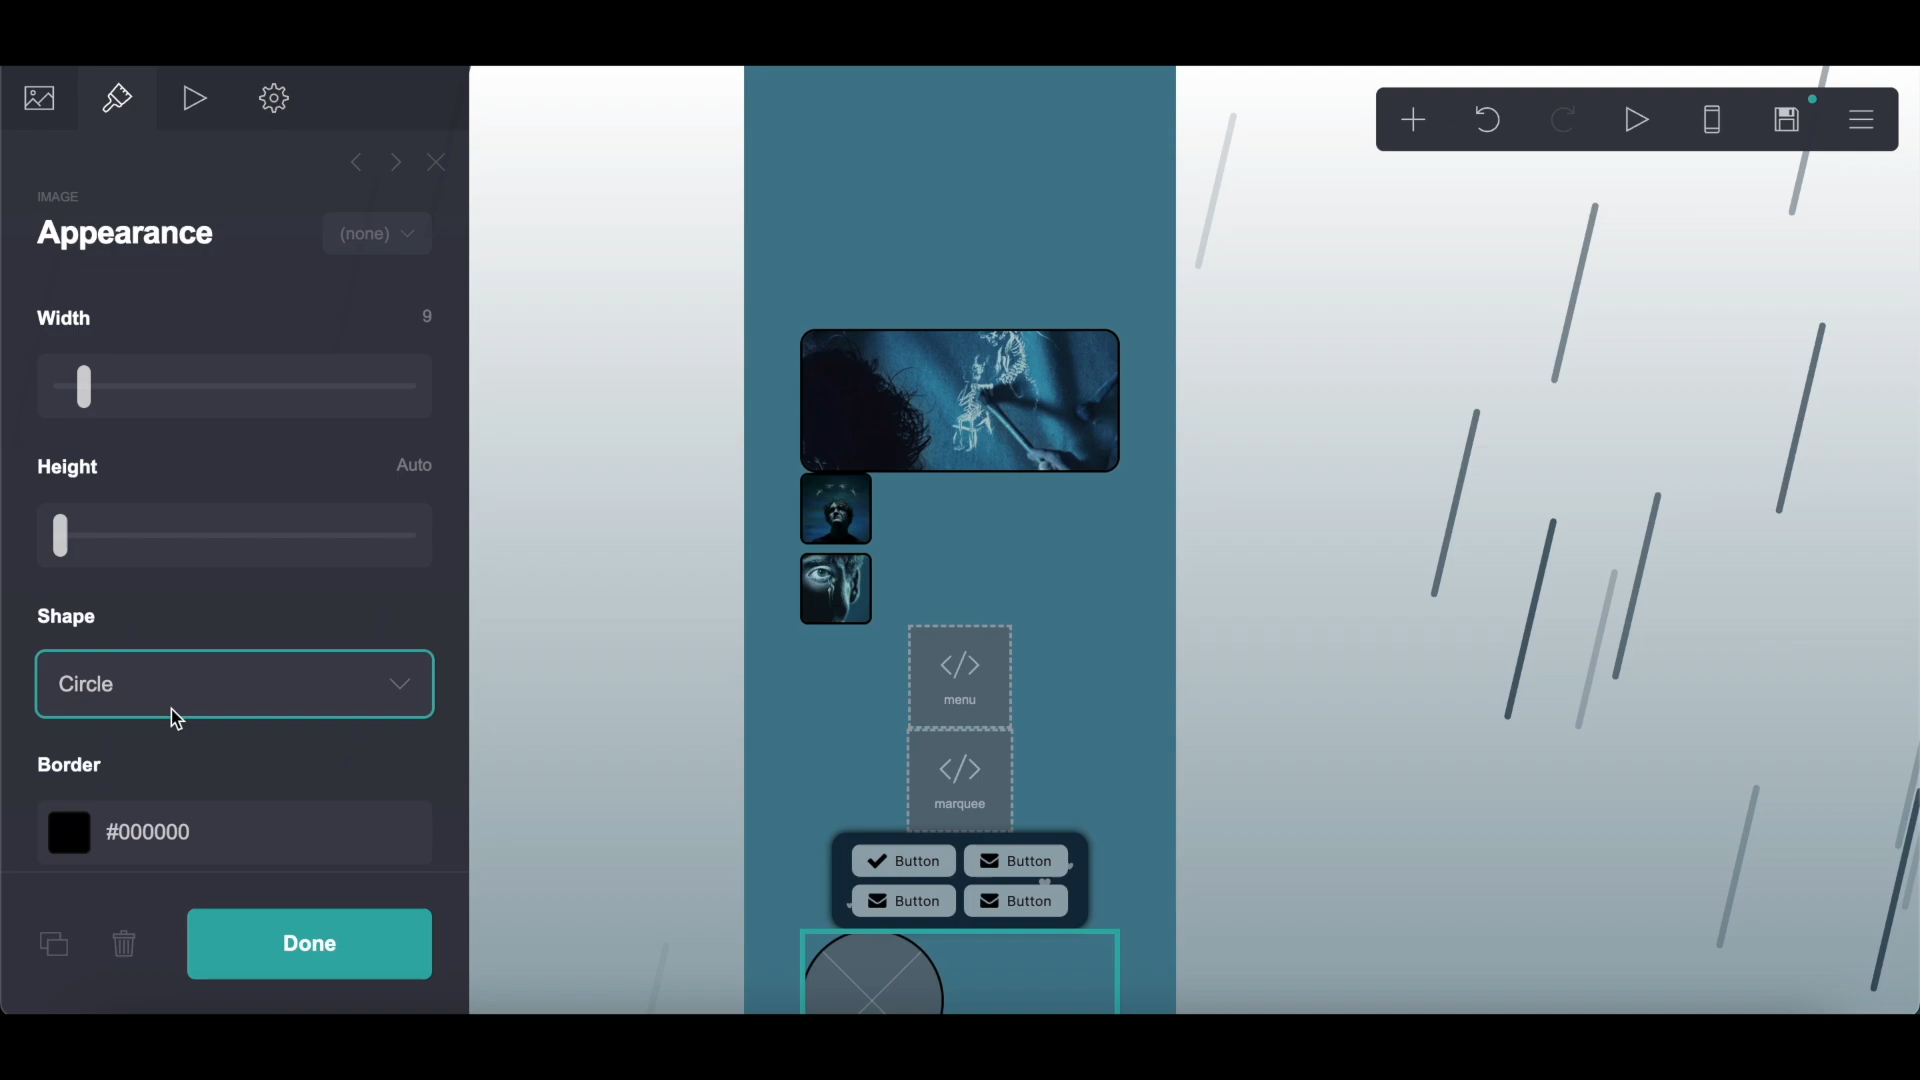 IMAGE
Appearance
(none)
Width
9
Height
Auto
Shape
Circle
Border
#000000
Done
menu
marquee
Button
Button
Button
Button